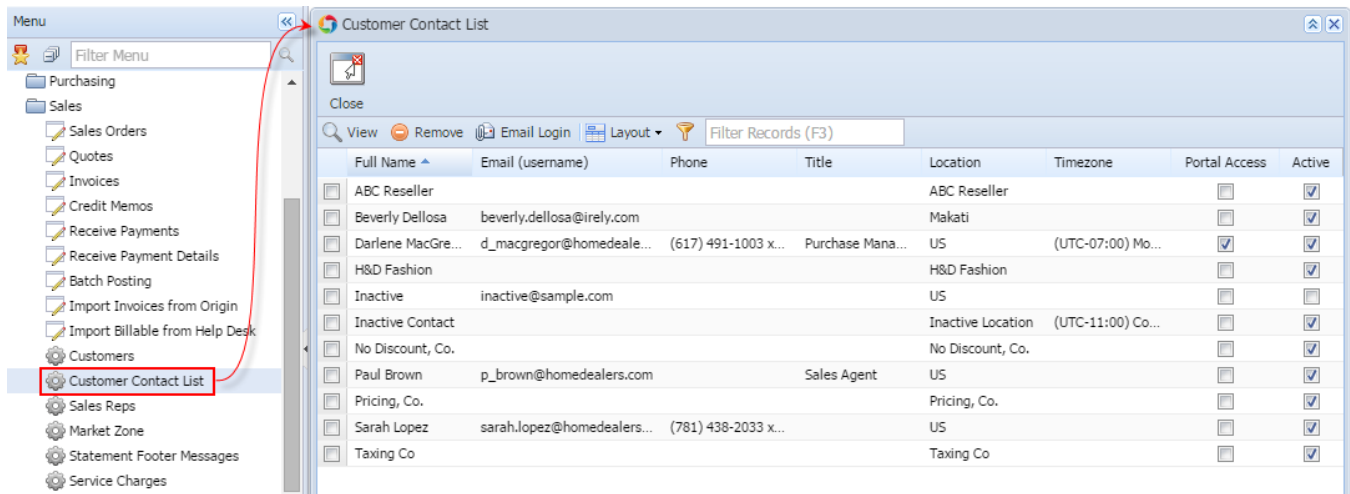 Menu
Filter Menu
Purchasing
Sales
Sales Orders
Quotes
Invoices
Credit Memos
Receive Payments
Receive Payment Details
Batch Posting
Import Invoices from Origin
Import Billable from Help Desk
Customers
Customer Contact List
Sales Reps
Market Zone
Statement Footer Messages
Service Charges
Customer Contact List
Close
View Remove Email Login Layout Filter Records (F3)
Full Name Email (username) Phone Title Location Timezone Portal Access Active
ABC Reseller ABC Reseller
Beverly Dellosa beverly.dellosa@irely.com Makati
Darlene MacGre... d_macgregor@homedeale... (617) 491-1003 x... Purchase Mana... US (UTC-07:00) Mo...
H&D Fashion H&D Fashion
Inactive inactive@sample.com US
Inactive Contact Inactive Location (UTC-11:00) Co...
No Discount, Co. No Discount, Co.
Paul Brown p_brown@homedealers.com Sales Agent US
Pricing, Co. Pricing, Co.
Sarah Lopez sarah.lopez@homedealers... (781) 438-2033 x... US
Taxing Co Taxing Co